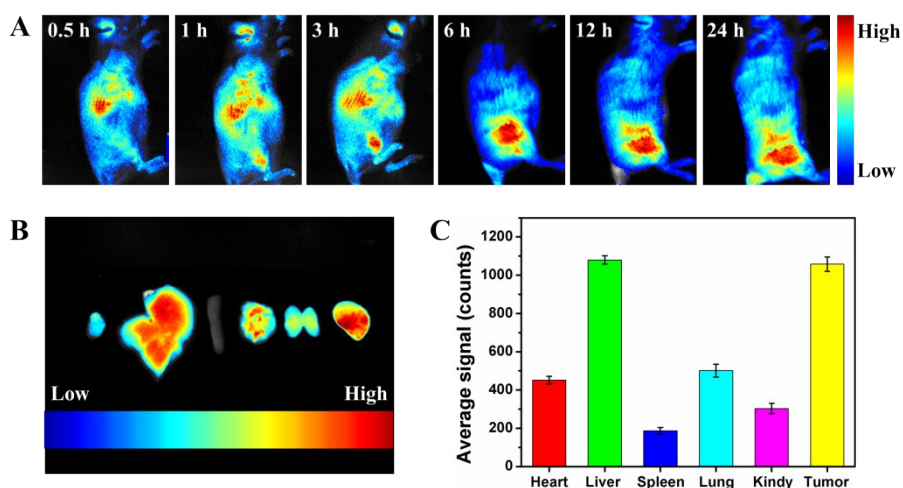 A
0.5 h 1 h 3 h 6 h 12 h 24 h
High
Low
B
Low High
C
Average signal (counts)
1200
1000
800
600
400
200
0
Heart Liver Spleen Lung Kindy Tumor